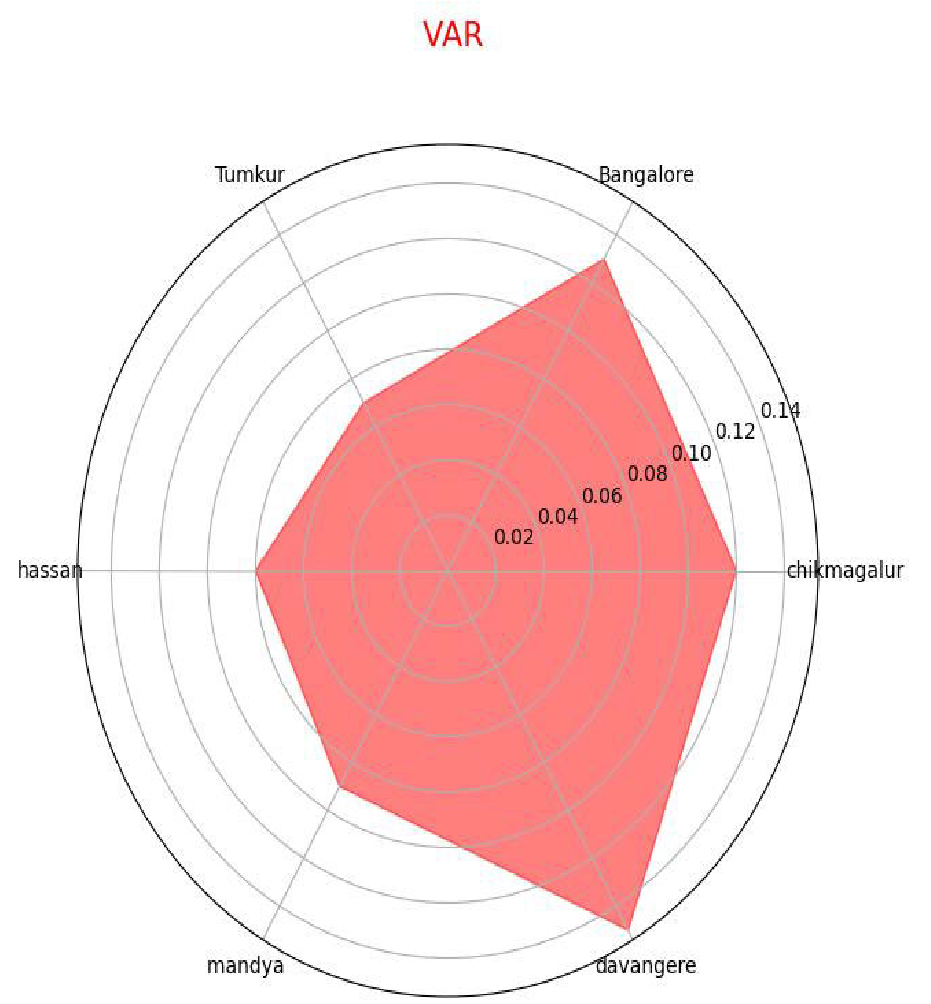 VAR
Tumkur
Bangalore
0.14
0.12
0.10
0.08
0.06
0.04
0.02
hassan
chikmagalur
mandya
davangere